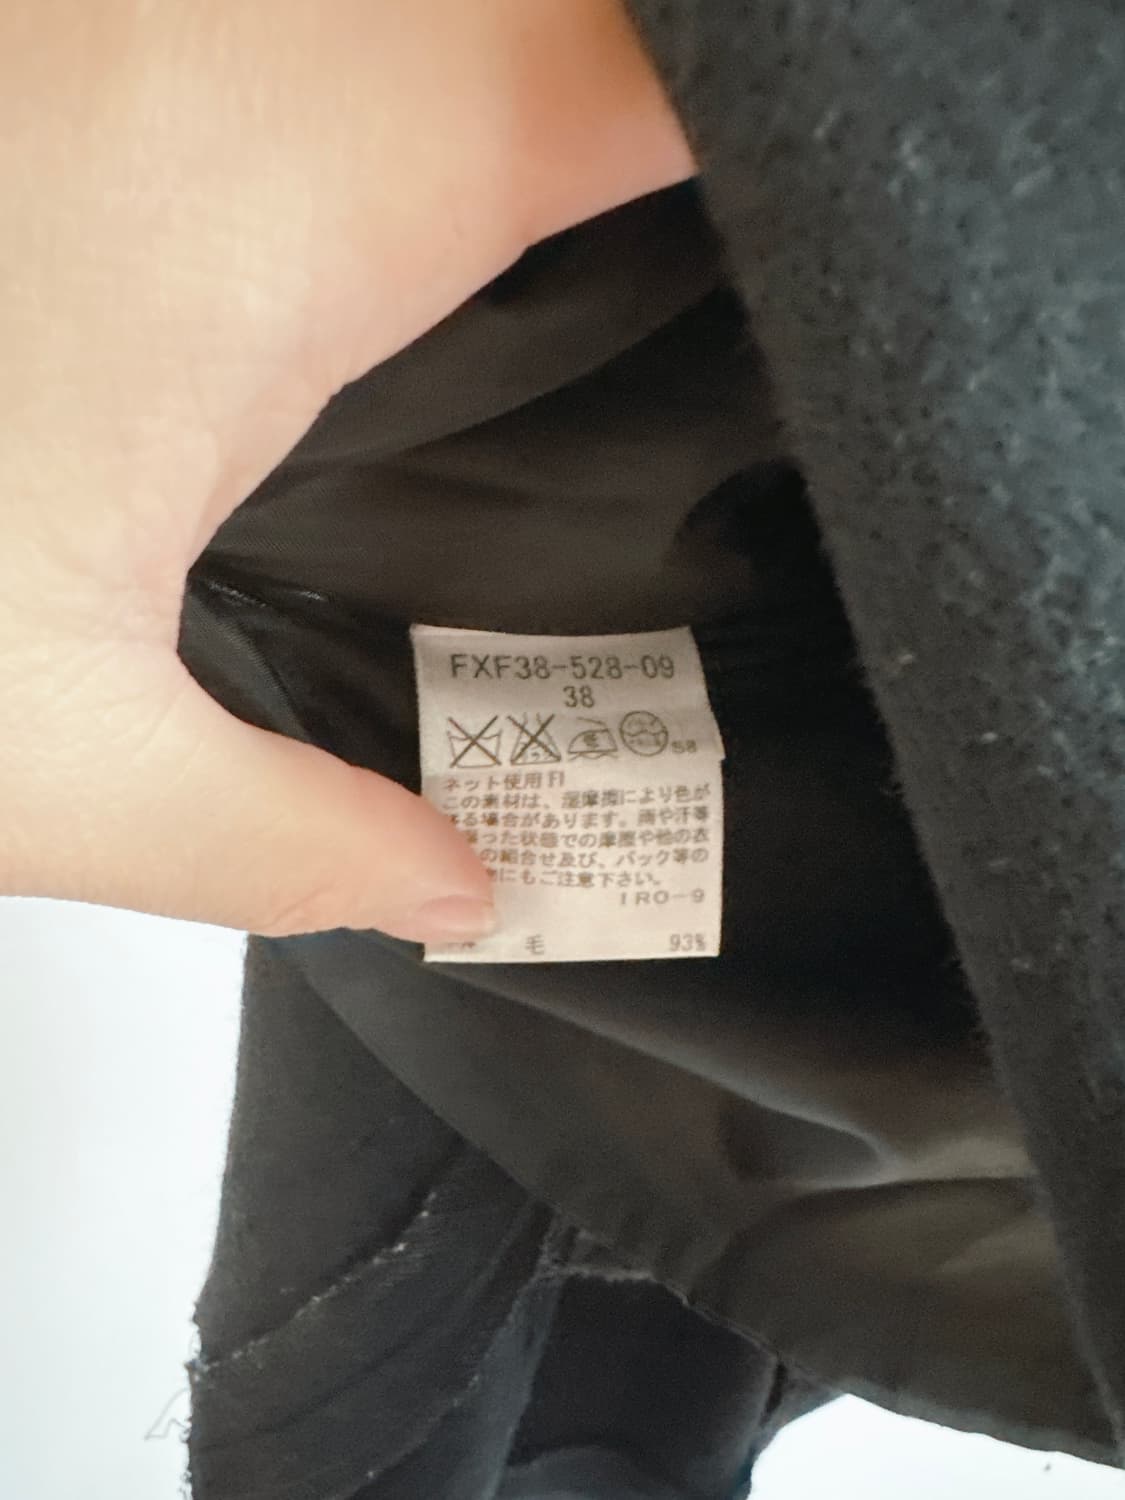 FXF38-528-09
38
58
ネット使用
この素材は、湿摩擦により色が
る場合があります。雨や汗等
った状態での摩擦や他の衣
の組合せ及び、バック等の
にもご注意下さい。
IRO-9
毛 93%